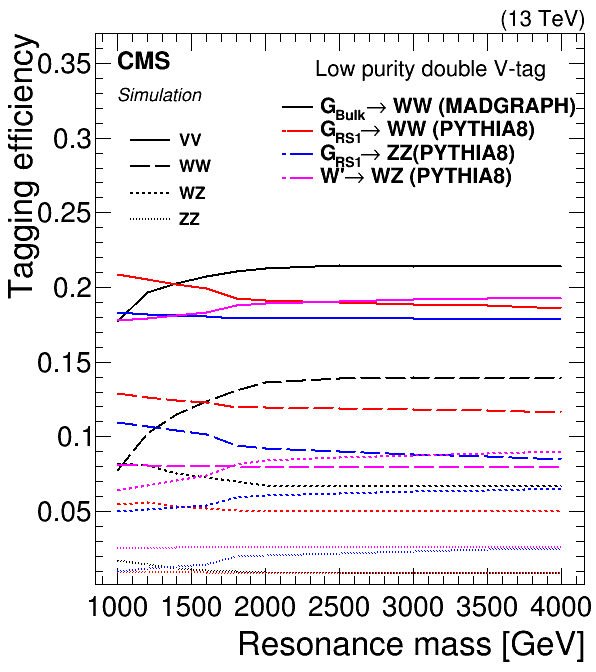 (13 TeV)
CMS
Simulation
Low purity double V-tag
G_Bulk → WW (MADGRAPH)
G_RS1 → WW (PYTHIA8)
G_RS1 → ZZ(PYTHIA8)
W' → WZ (PYTHIA8)
VV
WW
WZ
ZZ
Tagging efficiency
0.35
0.3
0.25
0.2
0.15
0.1
0.05
1000 1500 2000 2500 3000 3500 4000
Resonance mass [GeV]